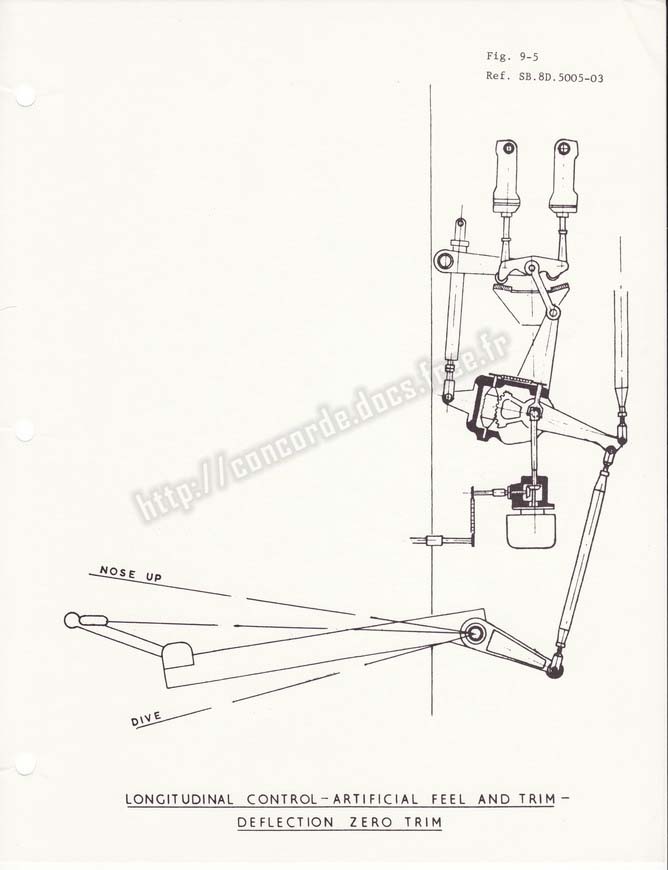 Fig. 9-5
Ref. SB.8D.5005-03
http://concorde.docs.free.fr
NOSE UP
DIVE
LONGITUDINAL CONTROL-ARTIFICIAL FEEL AND TRIM-
DEFLECTION ZERO TRIM